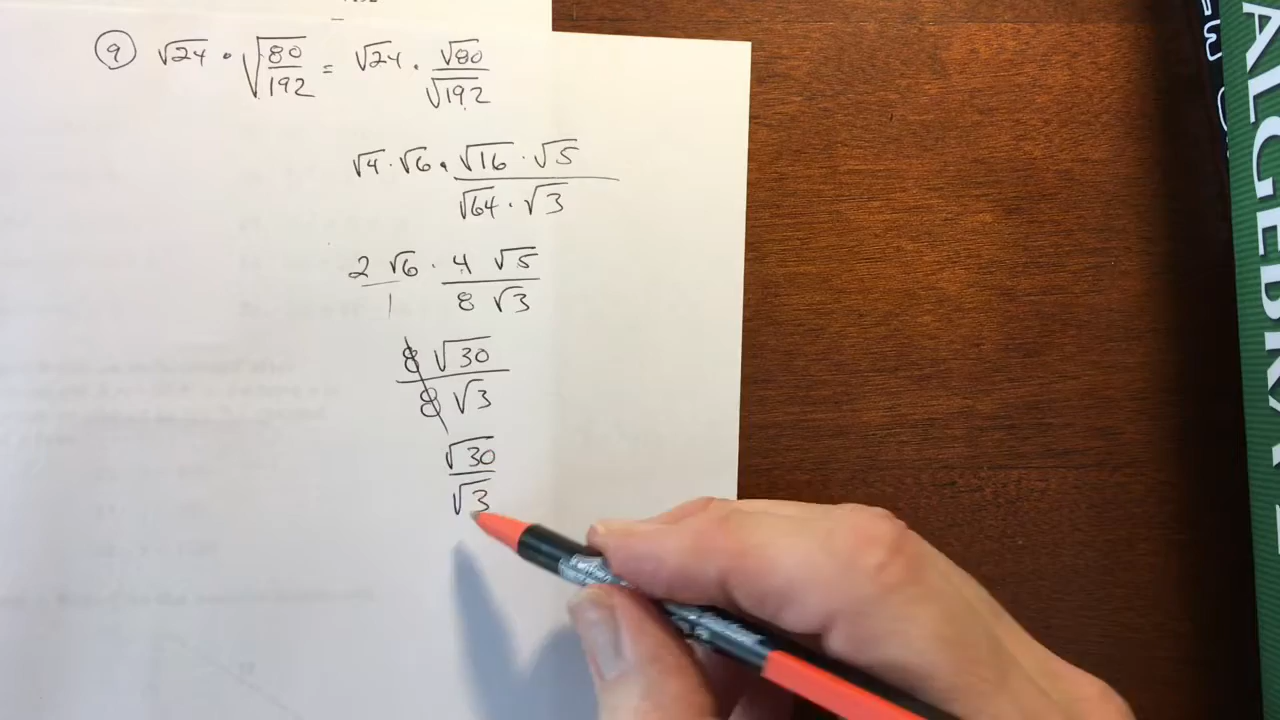 ⑨ √24 · √(80/192) = √24 · √80/√192
√4 · √6 · (√16 · √5)/(√64 · √3)
2√6/1 · 4√5/8√3
8√30/8√3
√30/√3
ALGEBRA